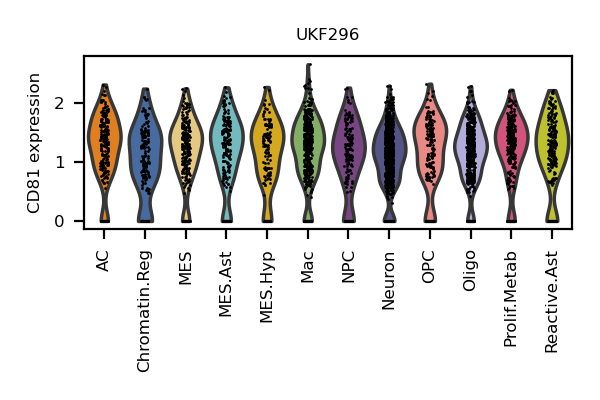 UKF296
CD81 expression
2
1
0
AC
Chromatin.Reg
MES
MES.Ast
MES.Hyp
Mac
NPC
Neuron
OPC
Oligo
Prolif.Metab
Reactive.Ast